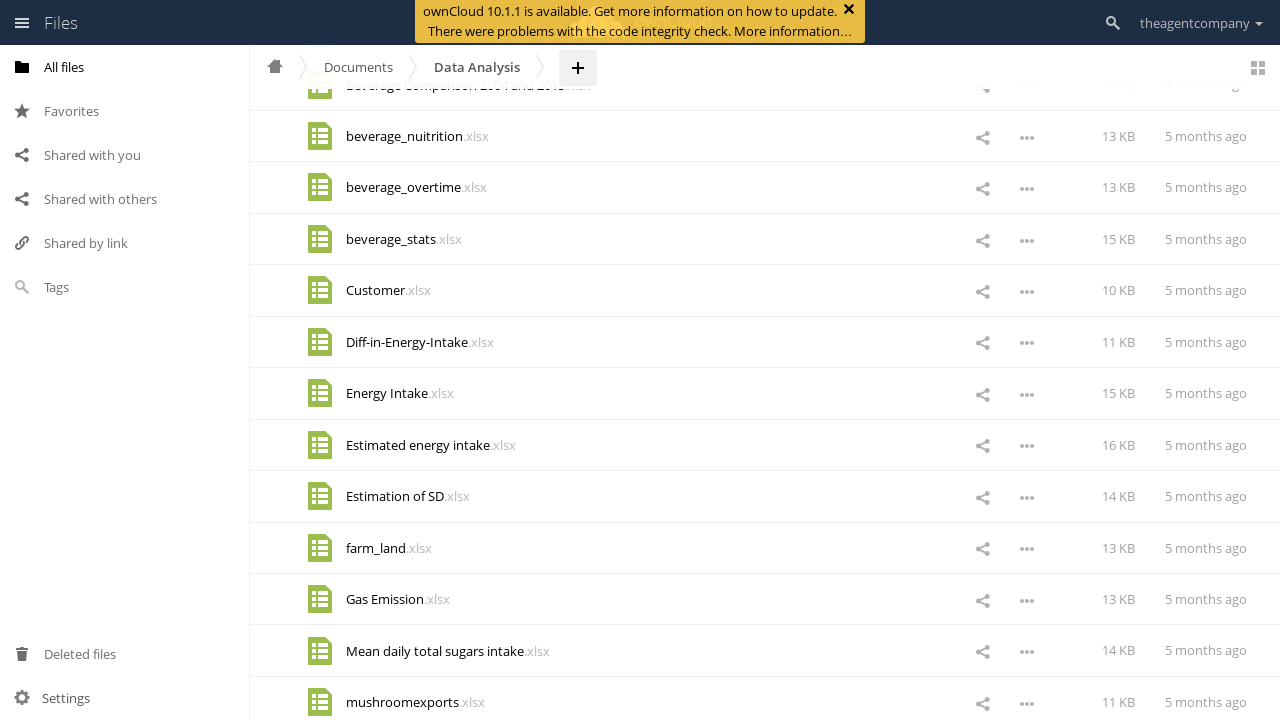 ownCloud 10.1.1 is available. Get more information on how to update.
There were problems with the code integrity check. More information…
Files
theagentcompany
All files
Favorites
Shared with you
Shared with others
Shared by link
Tags
Deleted files
Settings
Documents
Data Analysis
beverage_nuitrition.xlsx 13 KB 5 months ago
beverage_overtime.xlsx 13 KB 5 months ago
beverage_stats.xlsx 15 KB 5 months ago
Customer.xlsx 10 KB 5 months ago
Diff-in-Energy-Intake.xlsx 11 KB 5 months ago
Energy Intake.xlsx 15 KB 5 months ago
Estimated energy intake.xlsx 16 KB 5 months ago
Estimation of SD.xlsx 14 KB 5 months ago
farm_land.xlsx 13 KB 5 months ago
Gas Emission.xlsx 13 KB 5 months ago
Mean daily total sugars intake.xlsx 14 KB 5 months ago
mushroomexports.xlsx 11 KB 5 months ago